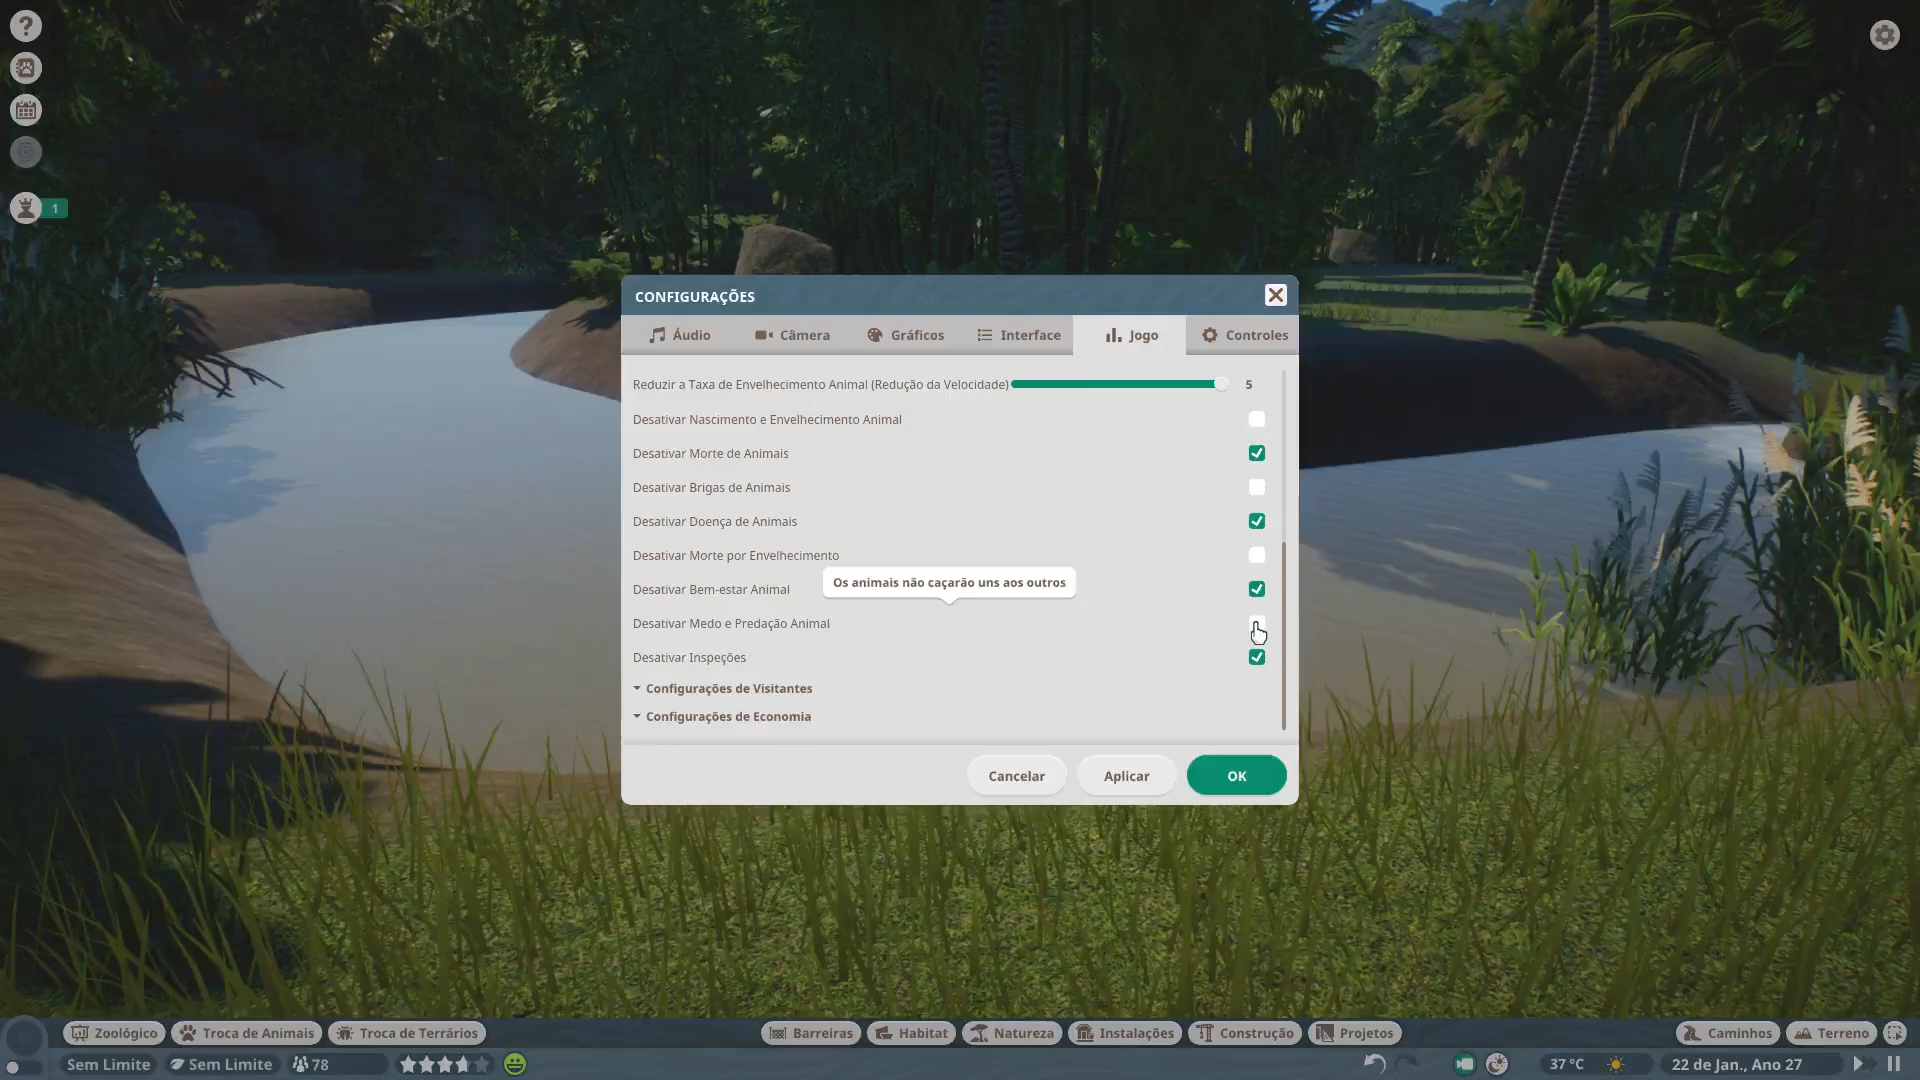 ?
1
CONFIGURAÇÕES
Áudio
Câmera
Gráficos
Interface
Jogo
Controles
Reduzir a Taxa de Envelhecimento Animal (Redução da Velocidade) 5
Desativar Nascimento e Envelhecimento Animal
Desativar Morte de Animais
Desativar Brigas de Animais
Desativar Doença de Animais
Desativar Morte por Envelhecimento
Os animais não caçarão uns aos outros
Desativar Bem-estar Animal
Desativar Medo e Predação Animal
Desativar Inspeções
Configurações de Visitantes
Configurações de Economia
Cancelar
Aplicar
OK
Zoológico
Troca de Animais
Troca de Terrários
Barreiras
Habitat
Natureza
Instalações
Construção
Projetos
Caminhos
Terreno
Sem Limite
Sem Limite
78
37 °C
22 de Jan., Ano 27